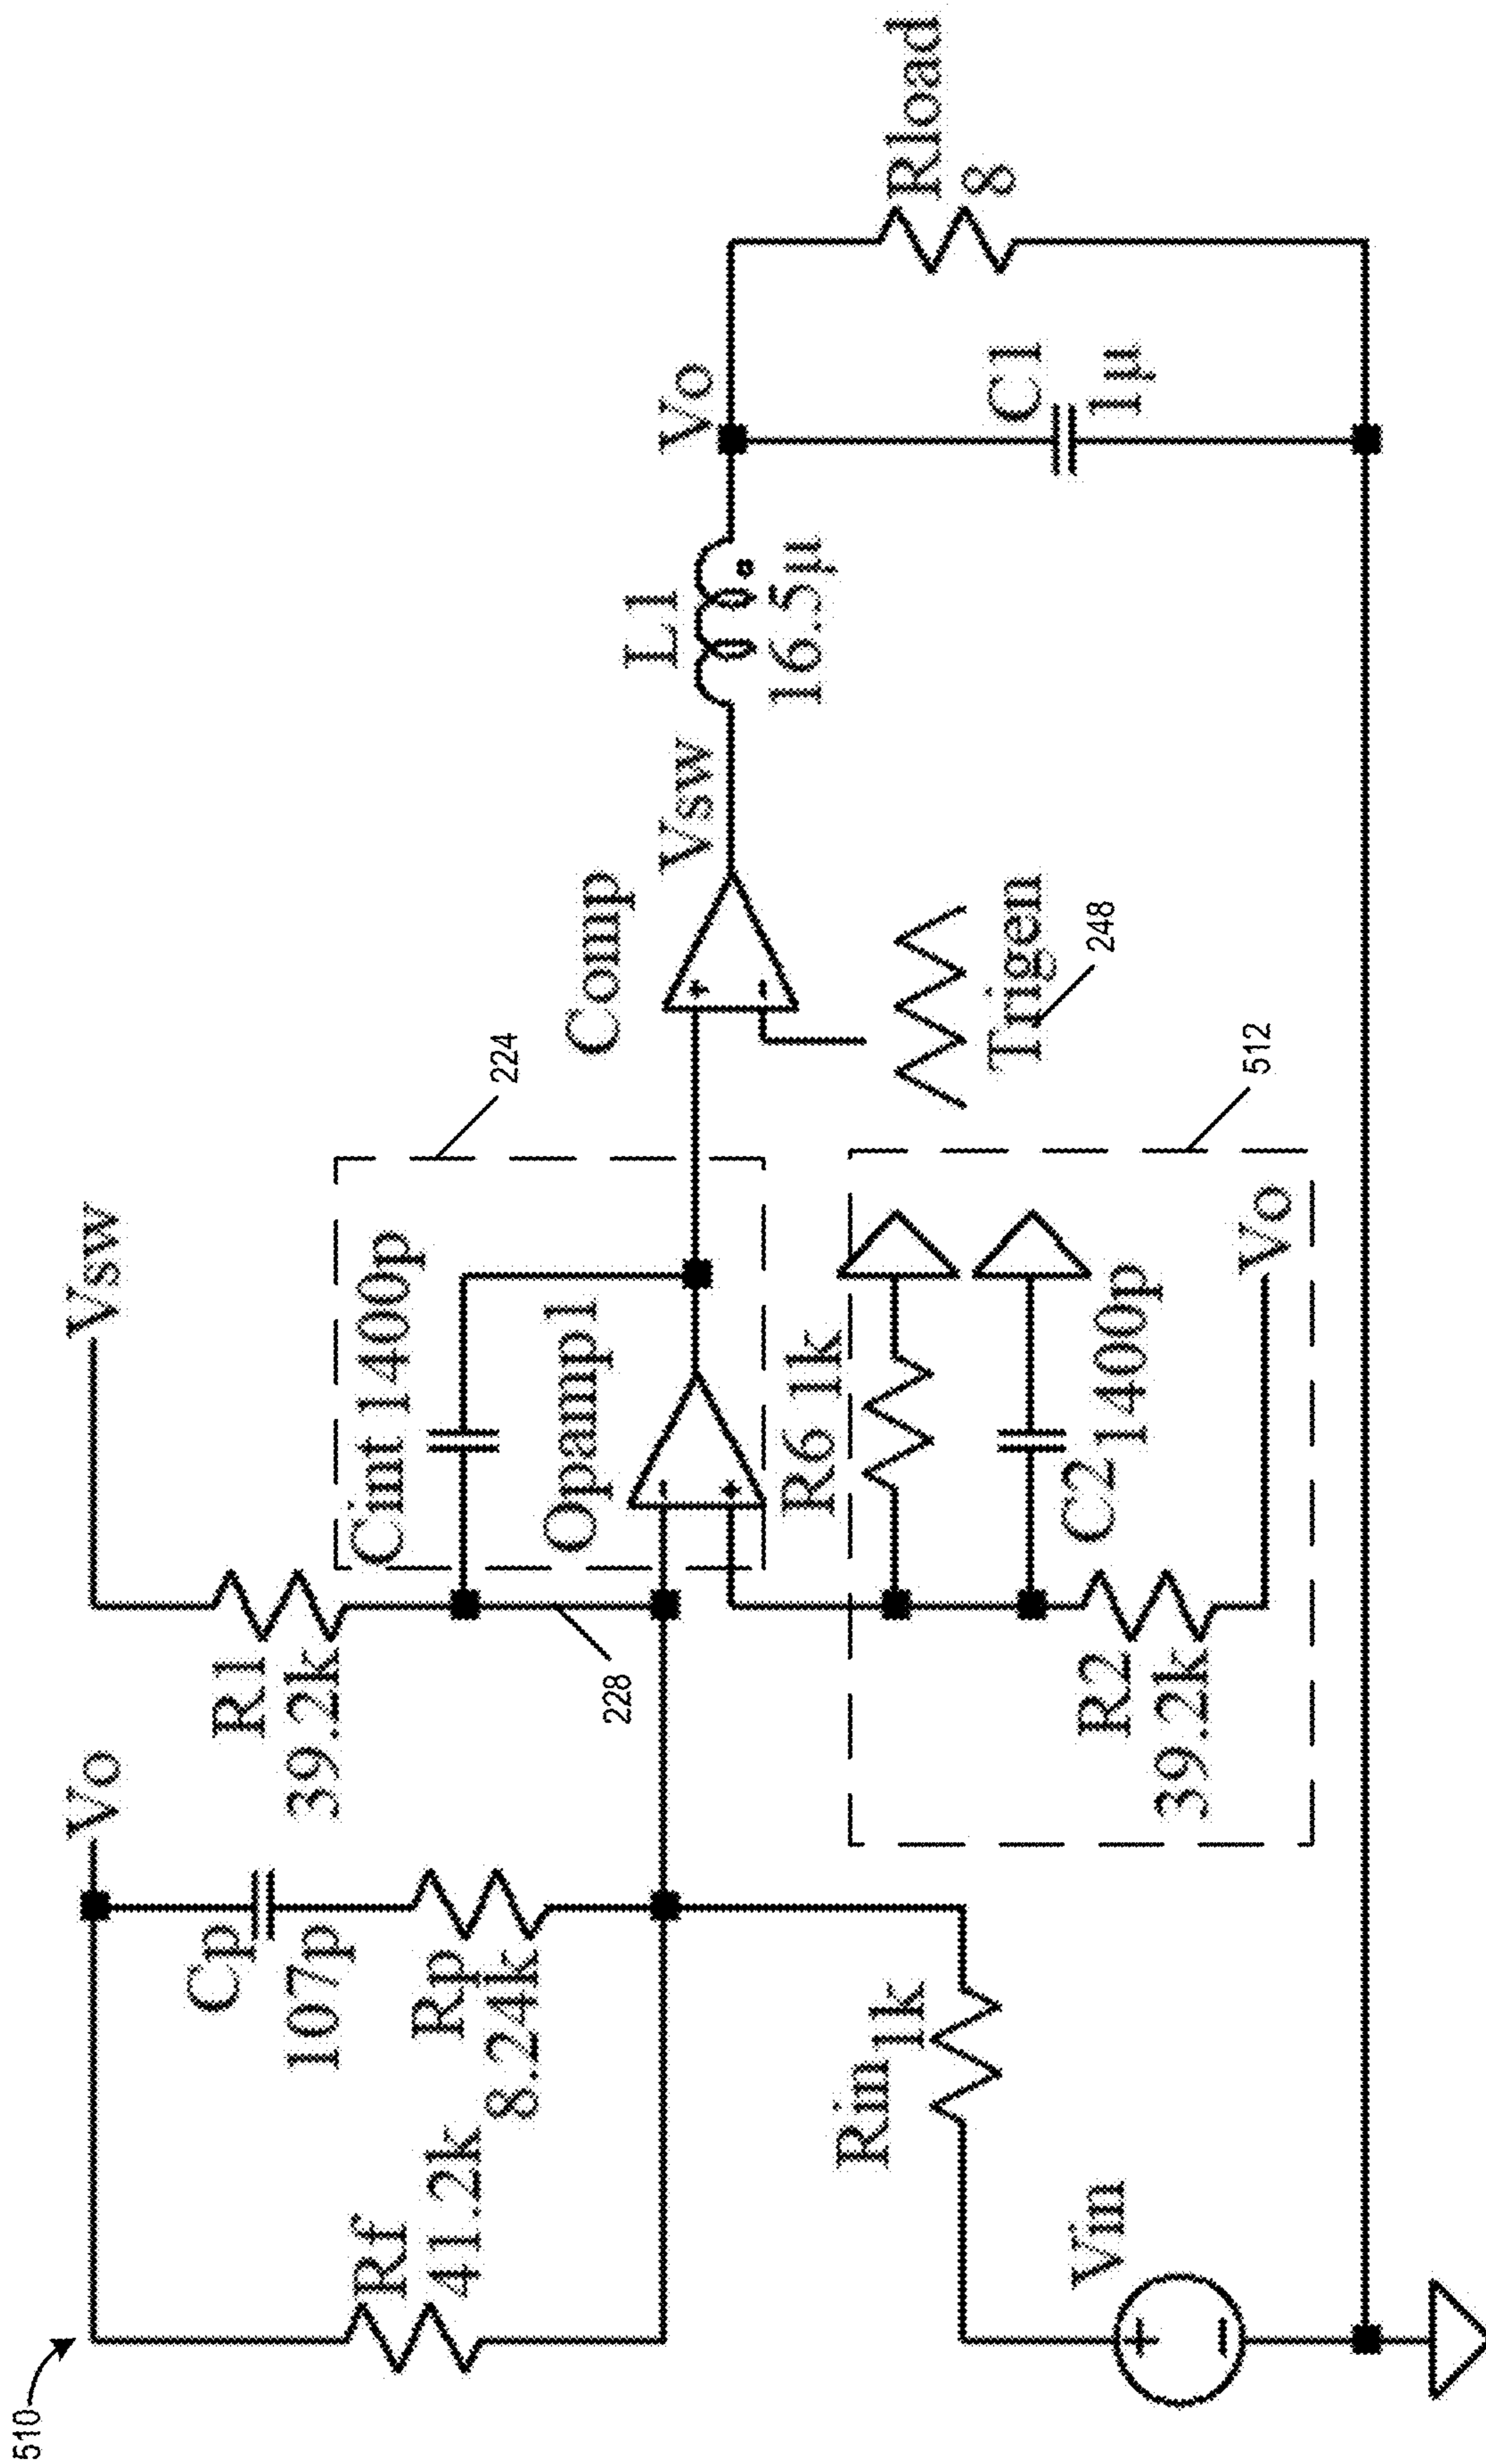 510
Vo
Vsw
Rf
41.2k
Cp
107p
Rp
8.24k
R1
39.2k
228
Cint 1400p
Opamp1
-
+
224
Comp
+
-
Vsw
L1
16.5µ
Vo
Trigen
248
Rin
1k
Vin
+
-
R6 1k
C2
1400p
R2
39.2k
Vo
512
C1
1µ
Rload
8